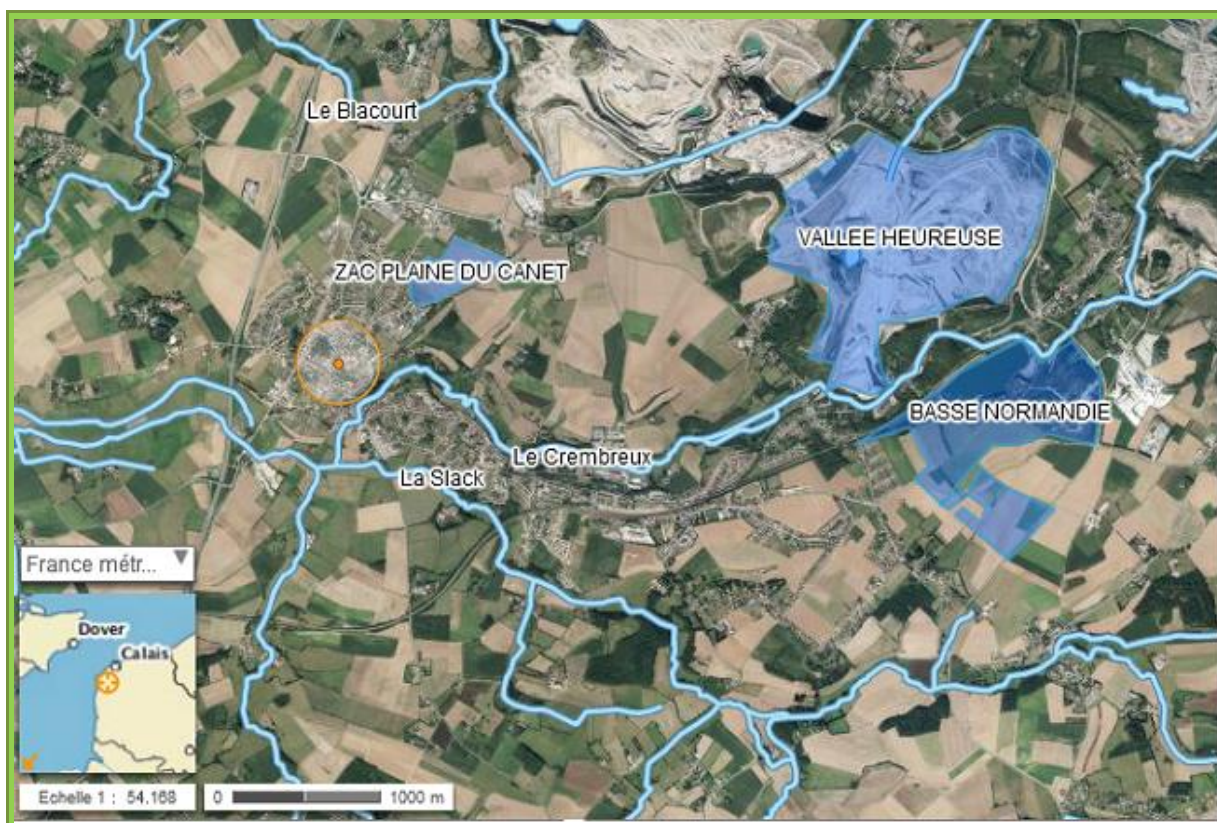 Le Blacourt
VALLEE HEUREUSE
ZAC PLAINE DU CANET
BASSE NORMANDIE
Le Crembreux
La Slack
France métr...
Dover
Calais
Echelle 1 : 54.168
0 1000 m